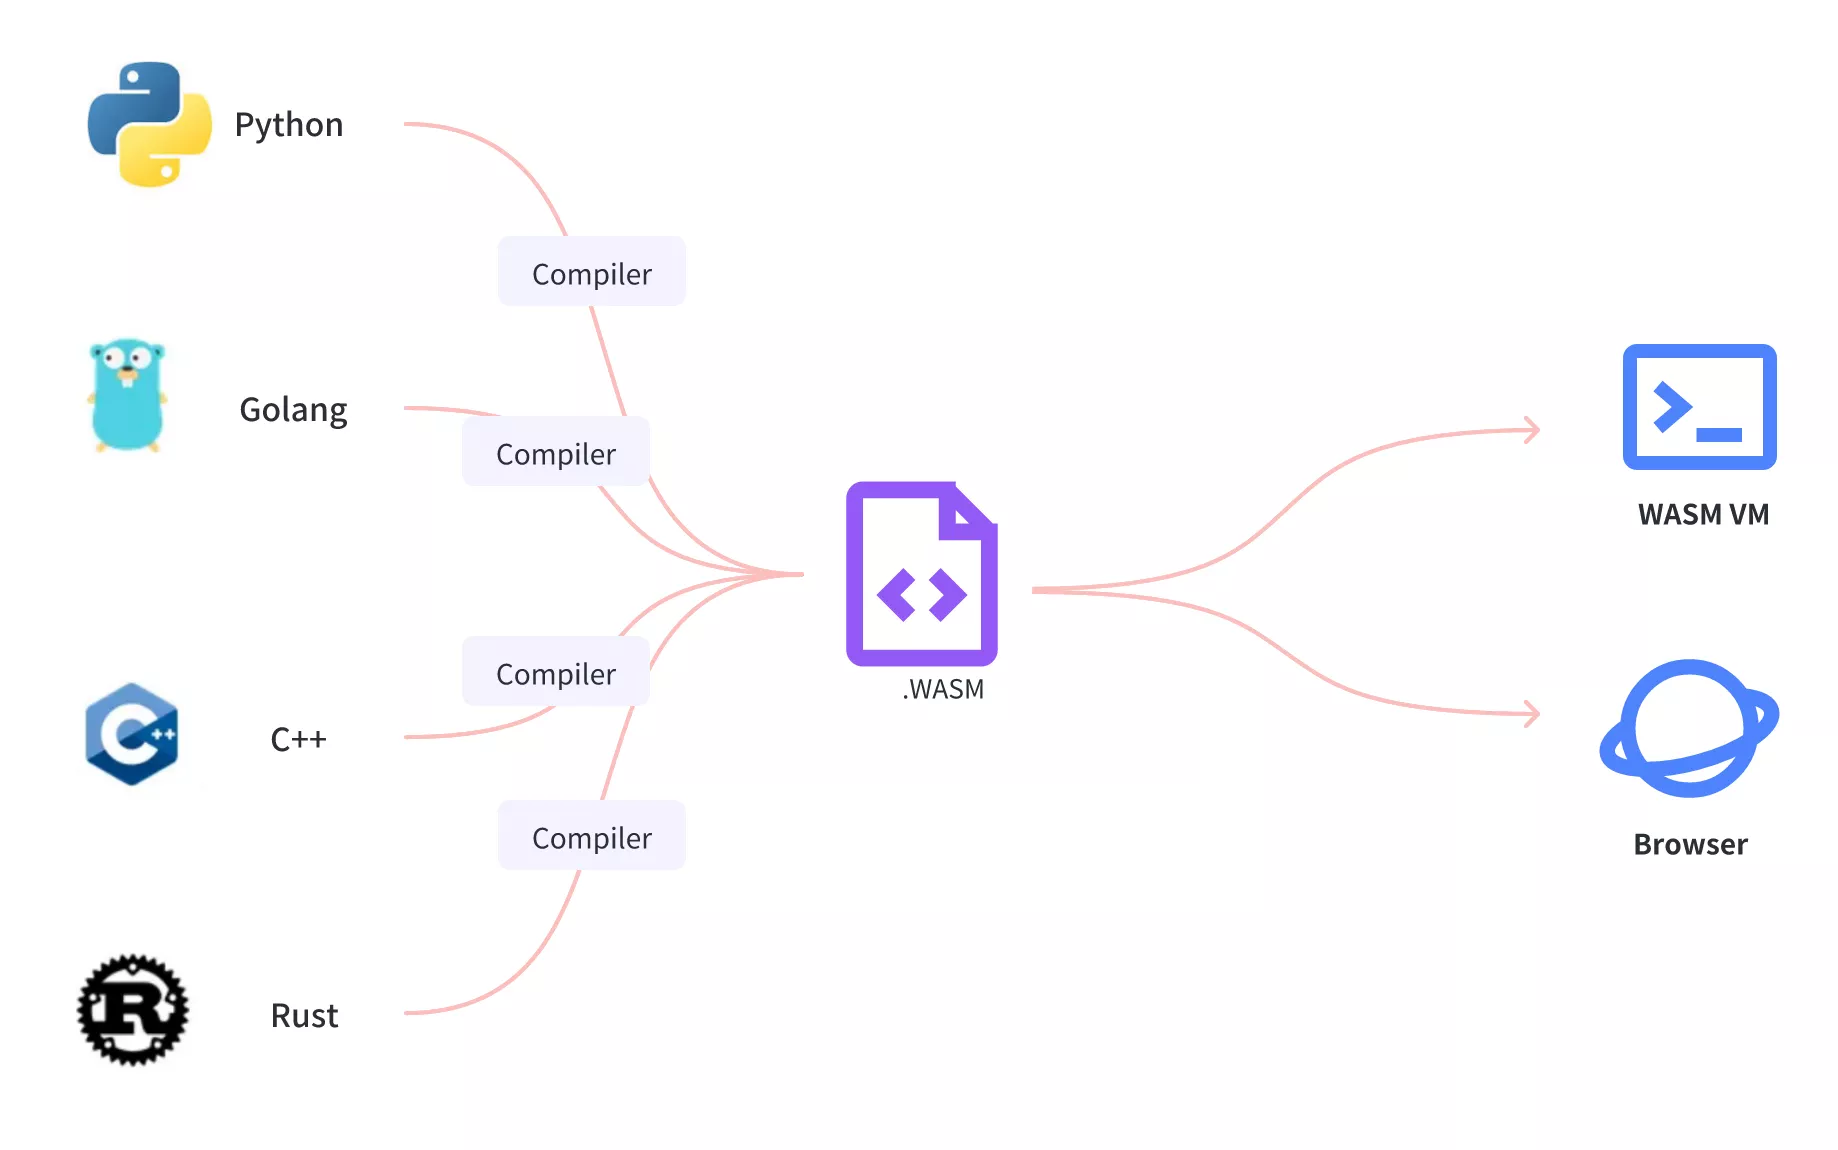 Python
Compiler
Golang
Compiler
.WASM
Compiler
C++
Compiler
Rust
WASM VM
Browser